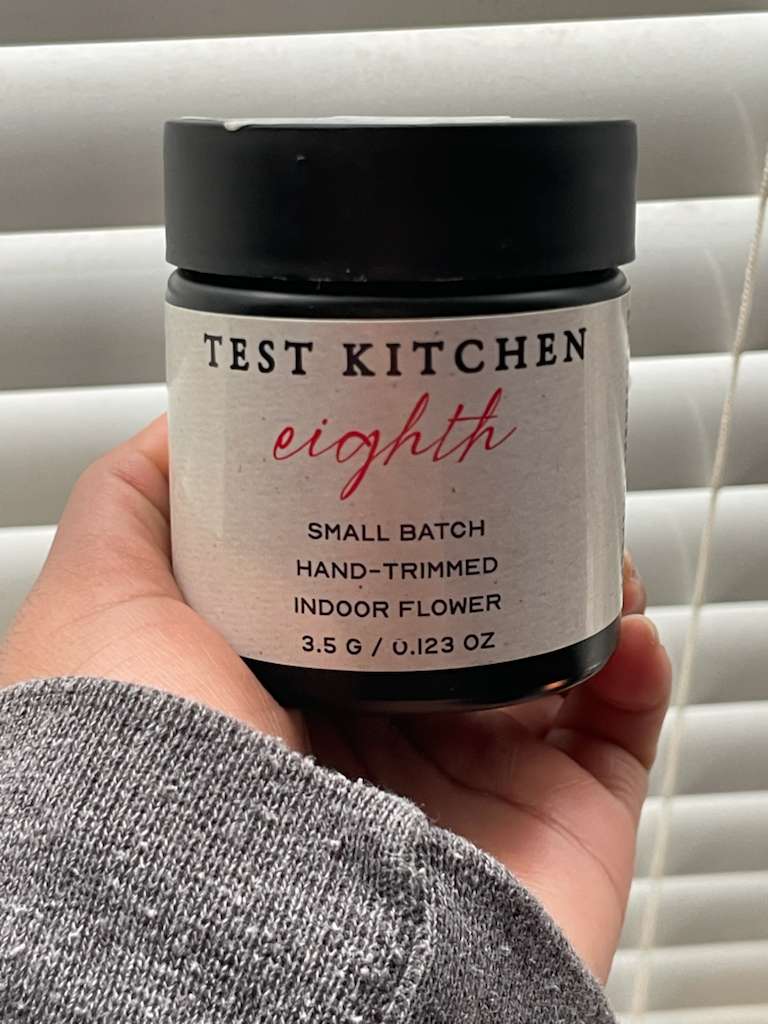 TEST KITCHEN
eighth
SMALL BATCH
HAND-TRIMMED
INDOOR FLOWER
3.5 G / 0.123 OZ